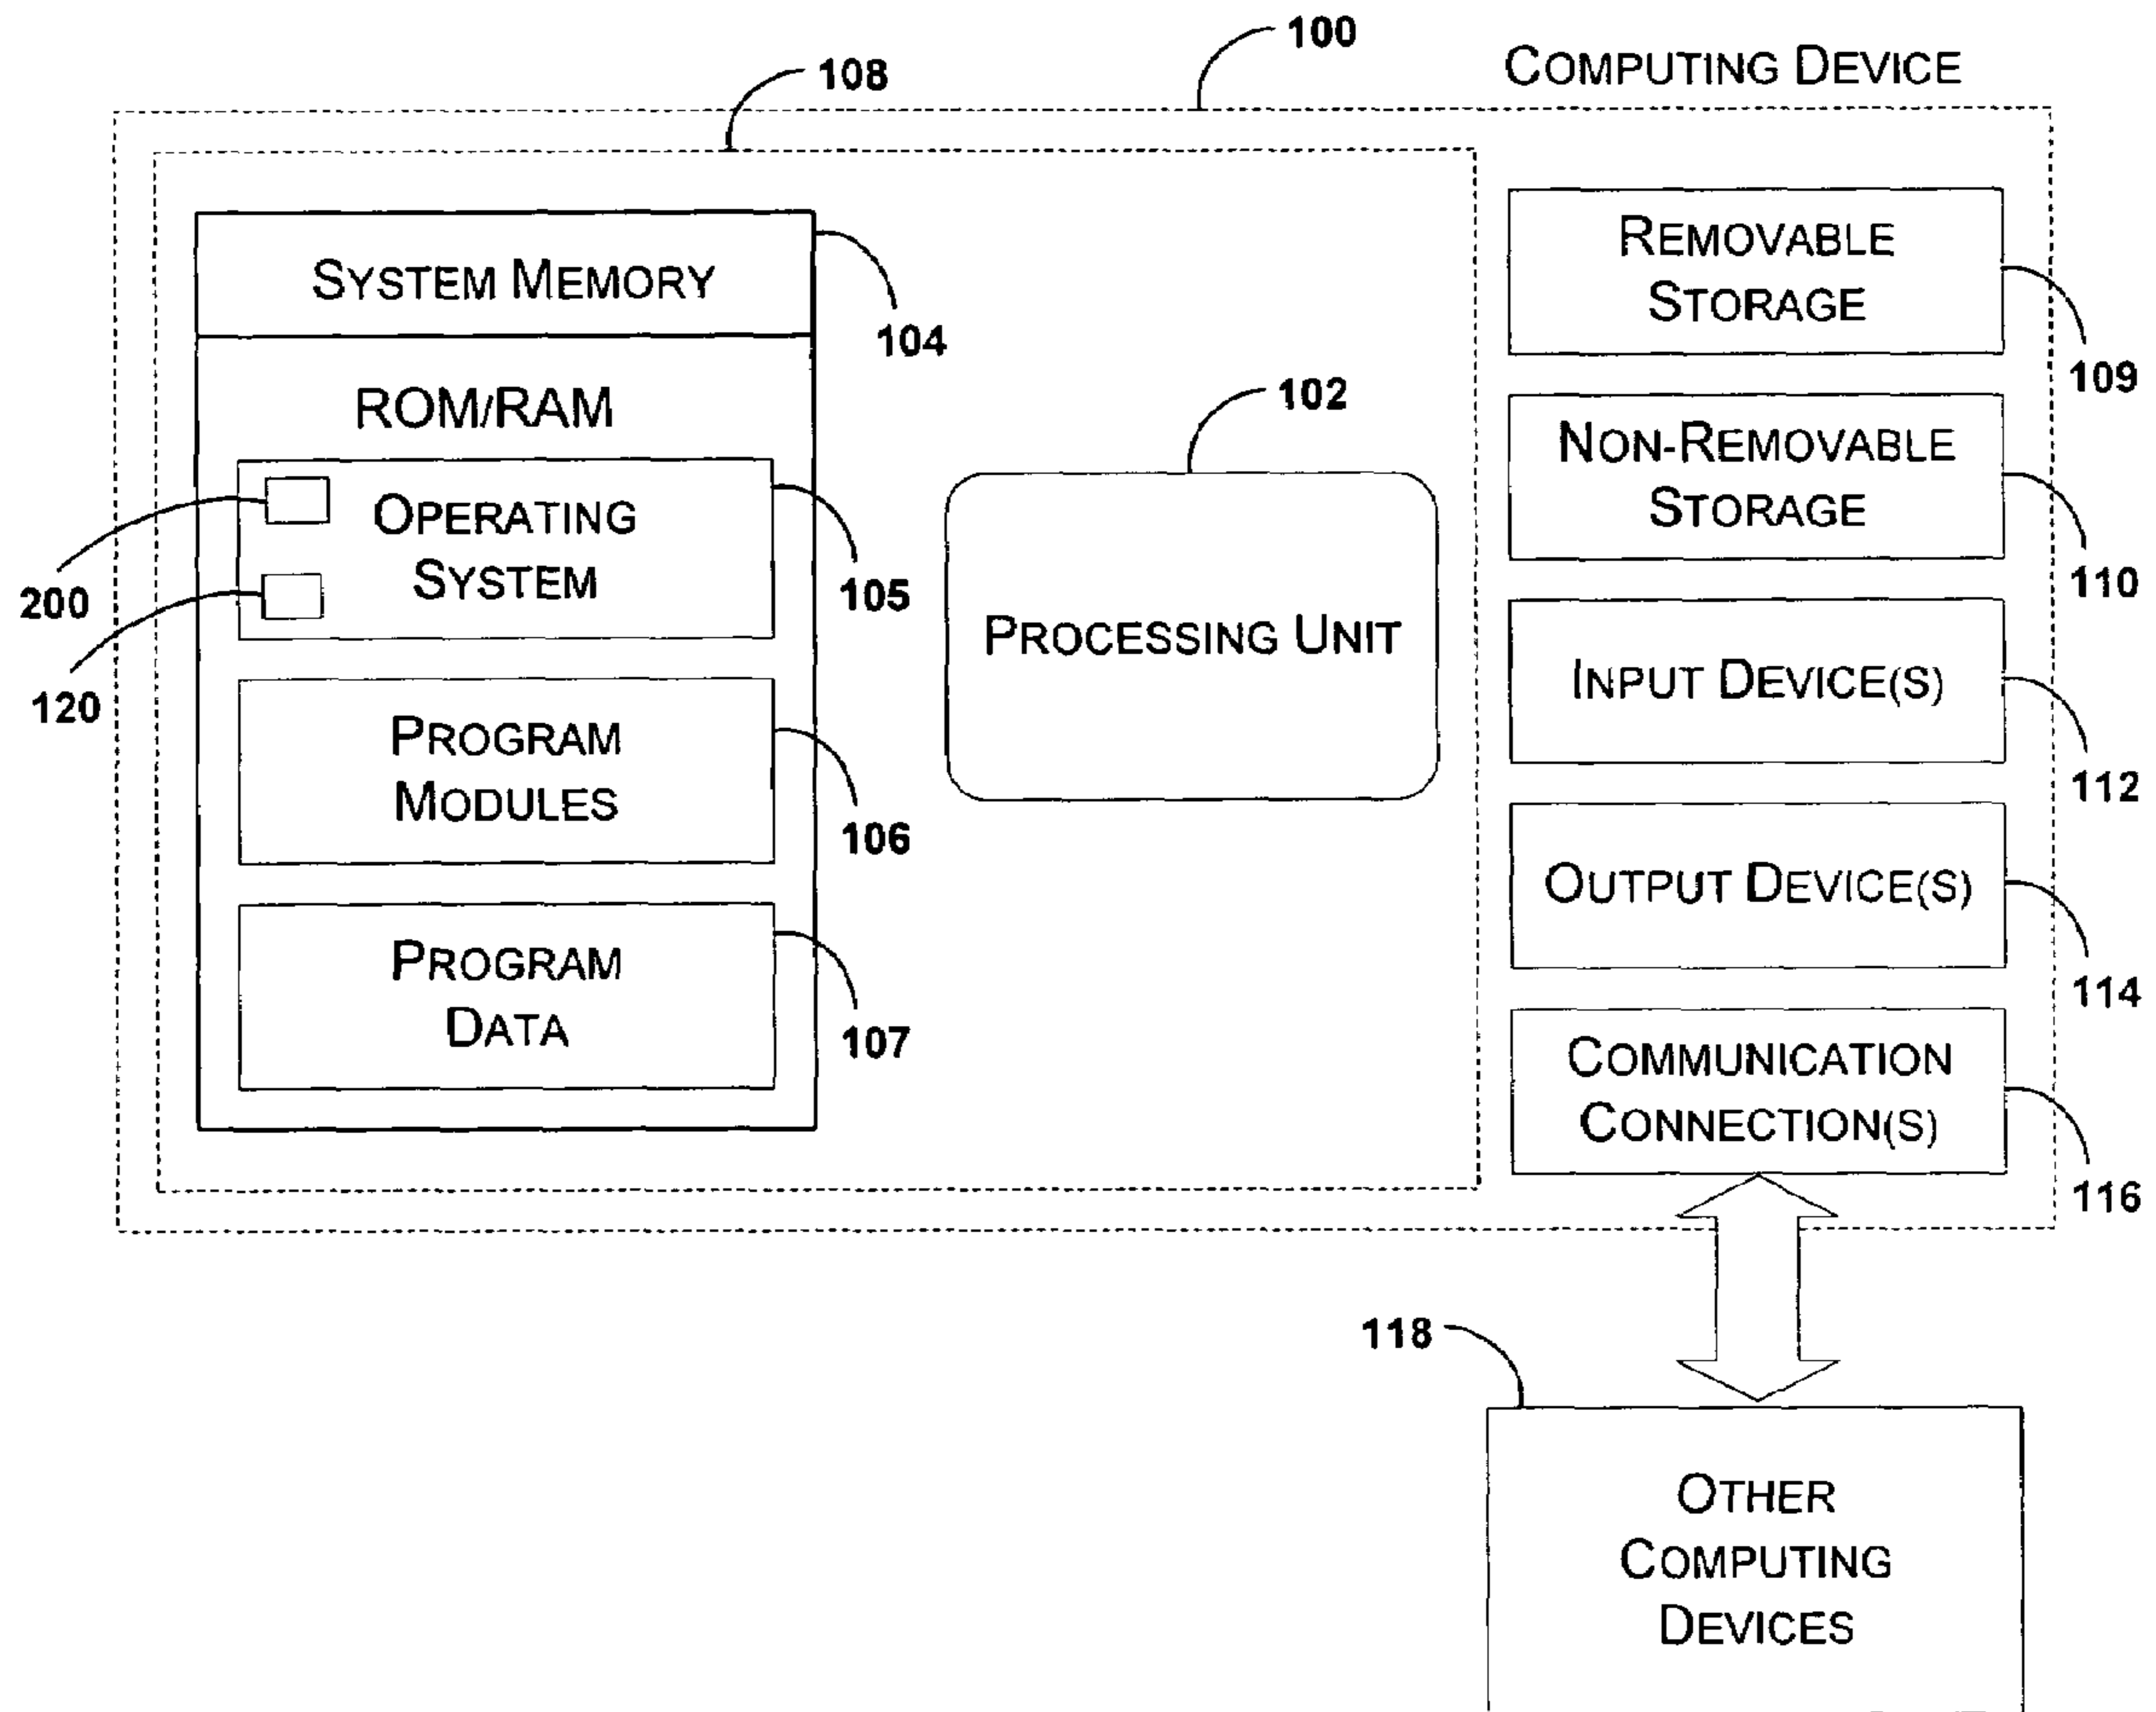 100
COMPUTING DEVICE
108
SYSTEM MEMORY
104
ROM/RAM
OPERATING
SYSTEM
200
120
105
PROGRAM
MODULES
106
PROGRAM
DATA
107
102
PROCESSING UNIT
REMOVABLE
STORAGE
109
NON-REMOVABLE
STORAGE
110
INPUT DEVICE(S)
112
OUTPUT DEVICE(S)
114
COMMUNICATION
CONNECTION(S)
116
118
OTHER
COMPUTING
DEVICES